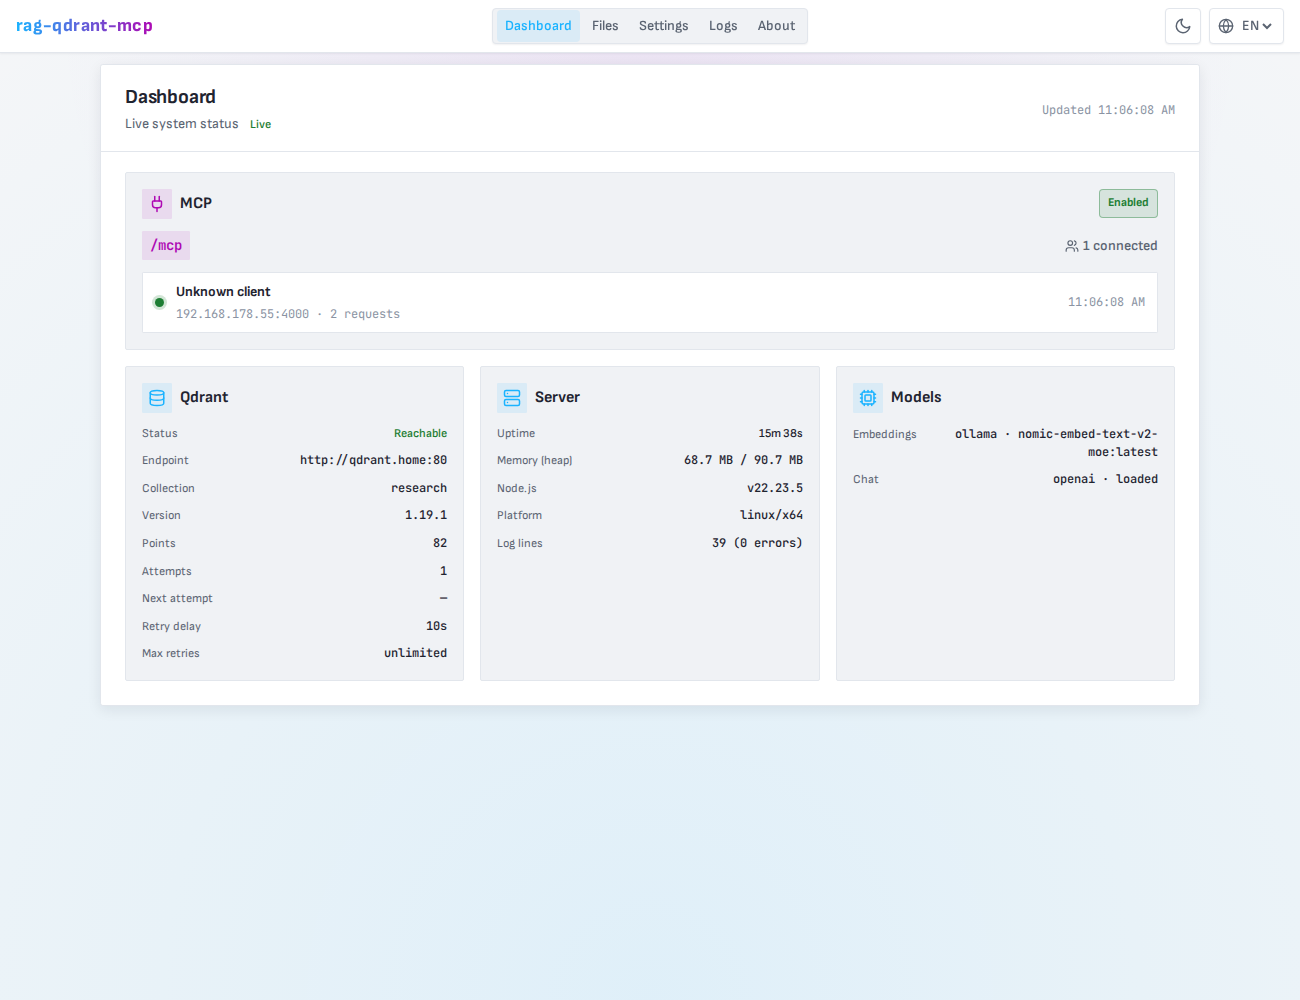 rag-qdrant-mcp
Dashboard Files Settings Logs About
EN
Dashboard
Live system status Live
Updated 11:06:08 AM
MCP
Enabled
/mcp
1 connected
Unknown client
192.168.178.55:4000 · 2 requests
11:06:08 AM
Qdrant
Status Reachable
Endpoint http://qdrant.home:80
Collection research
Version 1.19.1
Points 82
Attempts 1
Next attempt —
Retry delay 10s
Max retries unlimited
Server
Uptime 15m 38s
Memory (heap) 68.7 MB / 90.7 MB
Node.js v22.23.5
Platform linux/x64
Log lines 39 (0 errors)
Models
Embeddings ollama · nomic-embed-text-v2-
moe:latest
Chat openai · loaded